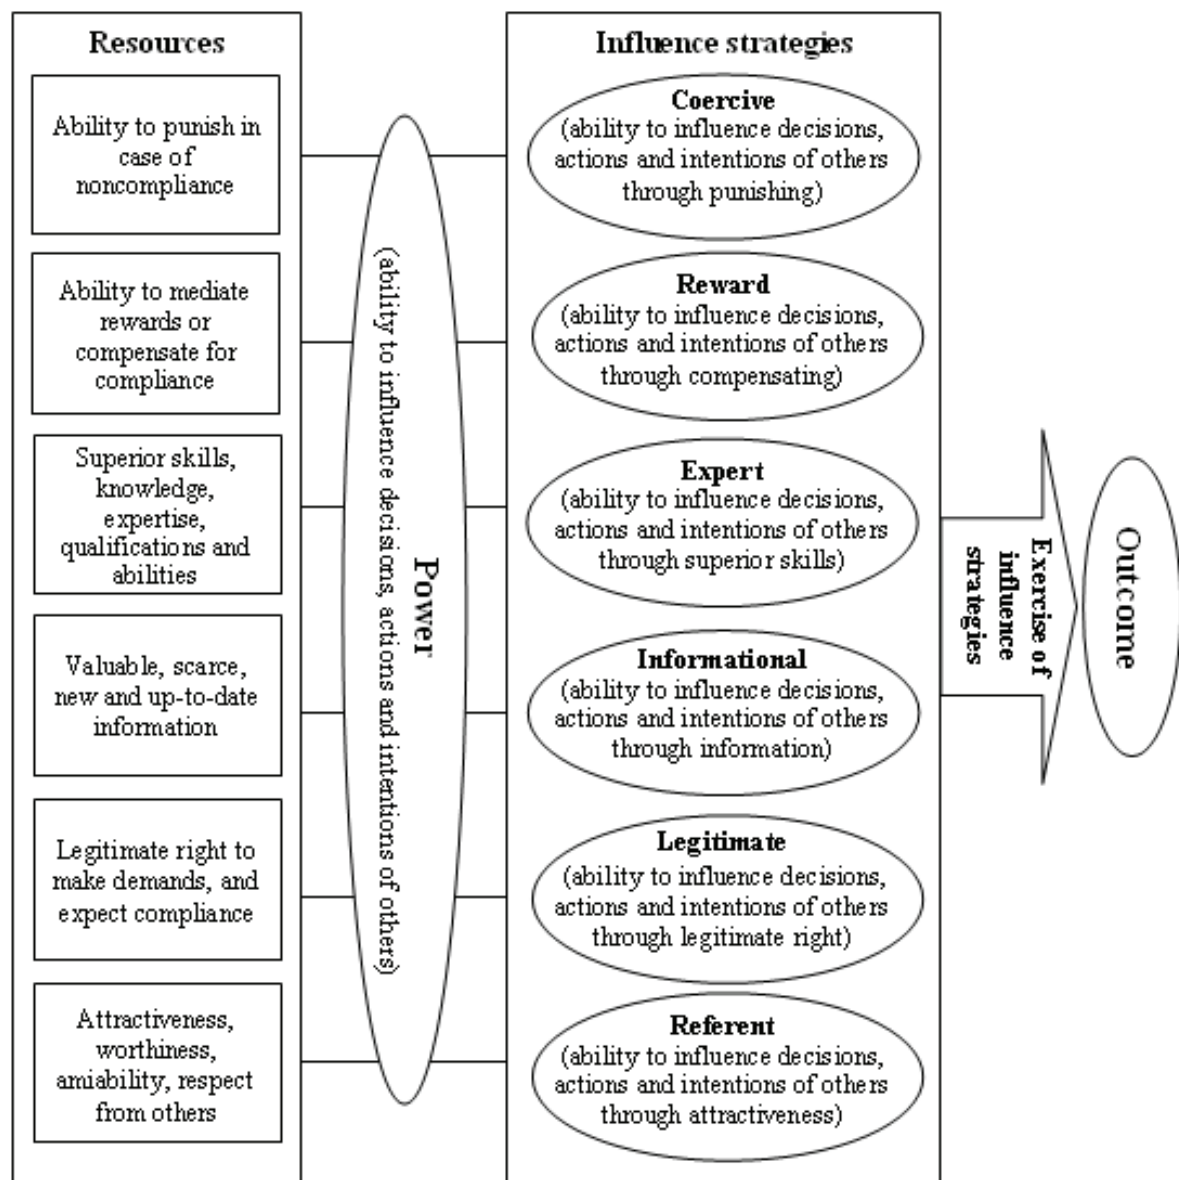 Resources
Ability to punish in
case of
noncompliance
Ability to mediate
rewards or
compensate for
compliance
Superior skills,
knowledge,
expertise,
qualifications and
abilities
Valuable, scarce,
new and up-to-date
information
Legitimate right to
make demands, and
expect compliance
Attractiveness,
worthiness,
amiability, respect
from others
Power
(ability to influence decisions, actions and intentions of others)
Influence strategies
Coercive
(ability to influence decisions,
actions and intentions of others
through punishing)
Reward
(ability to influence decisions,
actions and intentions of others
through compensating)
Expert
(ability to influence decisions,
actions and intentions of others
through superior skills)
Informational
(ability to influence decisions,
actions and intentions of others
through information)
Legitimate
(ability to influence decisions,
actions and intentions of others
through legitimate right)
Referent
(ability to influence decisions,
actions and intentions of others
through attractiveness)
Exercise of
influence
strategies
Outcome